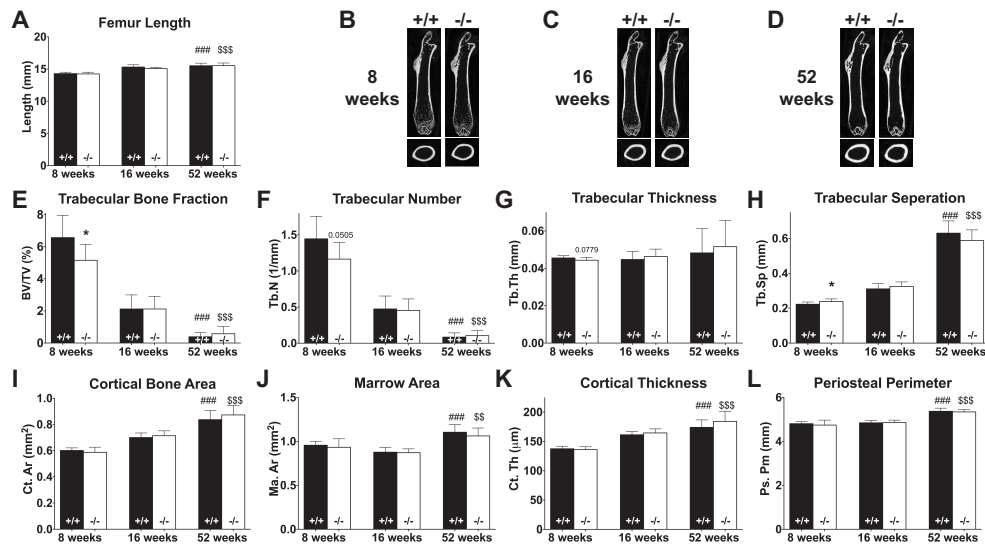 A
Femur Length
Length (mm)
20
15
10
5
0
### $$$
+/+ -/- +/+ -/- +/+ -/-
8 weeks 16 weeks 52 weeks
B
+/+ -/-
8
weeks
C
+/+ -/-
16
weeks
D
+/+ -/-
52
weeks
E
Trabecular Bone Fraction
BV/TV (%)
8
6
4
2
0
*
### $$$
+/+ -/- +/+ -/- +/+ -/-
8 weeks 16 weeks 52 weeks
F
Trabecular Number
Tb.N (1/mm)
1.5
1.0
0.5
0.0
0.0505
### $$$
+/+ -/- +/+ -/- +/+ -/-
8 weeks 16 weeks 52 weeks
G
Trabecular Thickness
Tb.Th (mm)
0.06
0.04
0.02
0.00
0.0779
+/+ -/- +/+ -/- +/+ -/-
8 weeks 16 weeks 52 weeks
H
Trabecular Seperation
Tb.Sp (mm)
0.6
0.4
0.2
0.0
*
### $$$
+/+ -/- +/+ -/- +/+ -/-
8 weeks 16 weeks 52 weeks
I
Cortical Bone Area
Ct. Ar (mm²)
1.0
0.8
0.6
0.4
0.2
0.0
### $$$
+/+ -/- +/+ -/- +/+ -/-
8 weeks 16 weeks 52 weeks
J
Marrow Area
Ma. Ar (mm²)
1.5
1.0
0.5
0.0
### $$
+/+ -/- +/+ -/- +/+ -/-
8 weeks 16 weeks 52 weeks
K
Cortical Thickness
Ct. Th (μm)
200
150
100
50
0
### $$$
+/+ -/- +/+ -/- +/+ -/-
8 weeks 16 weeks 52 weeks
L
Periosteal Perimeter
Ps. Pm (mm)
6
4
2
0
### $$$
+/+ -/- +/+ -/- +/+ -/-
8 weeks 16 weeks 52 weeks